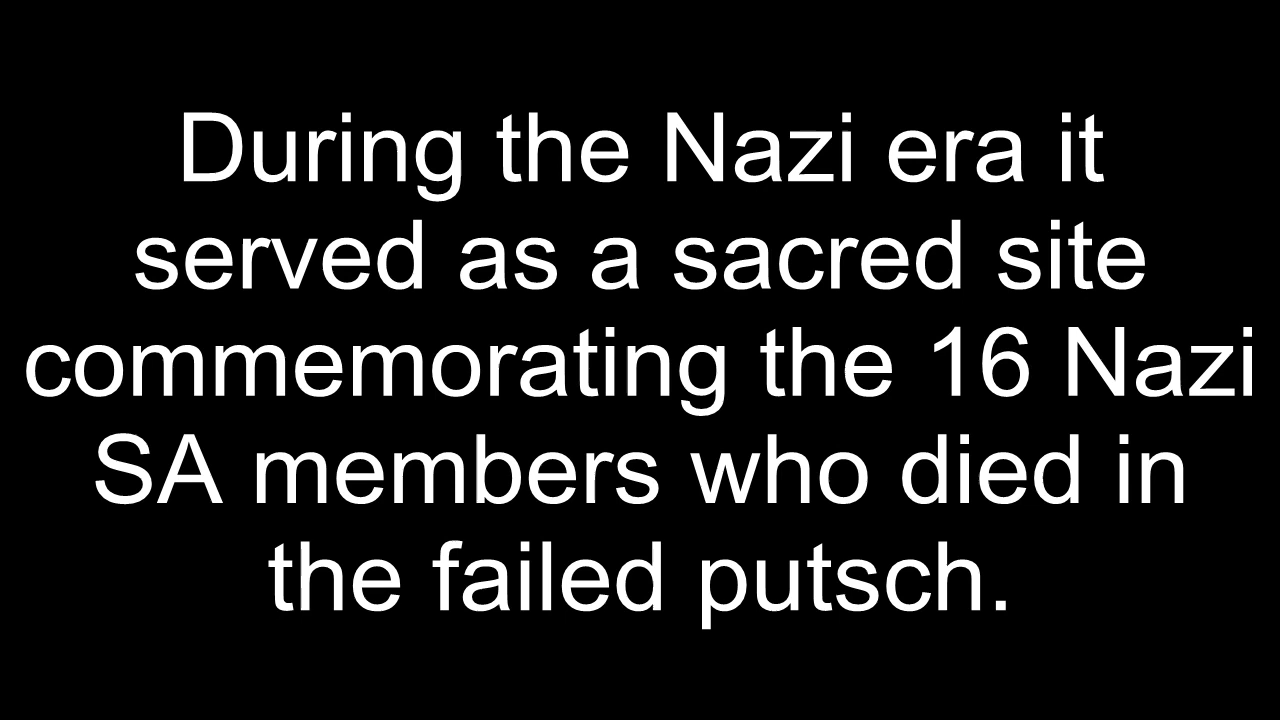 During the Nazi era it
served as a sacred site
commemorating the 16 Nazi
SA members who died in
the failed putsch.